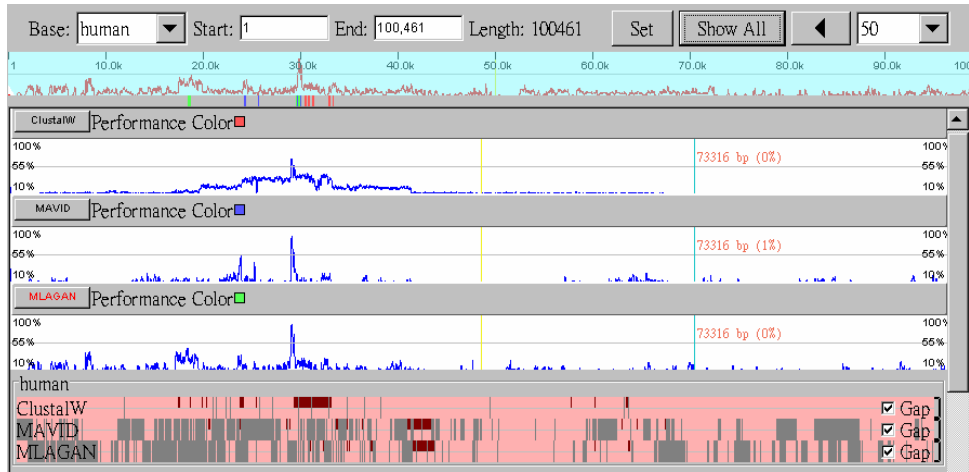 Base: human Start: 1 End: 100,461 Length: 100461 Set Show All 50
1 10.0k 20.0k 30.0k 40.0k 50.0k 60.0k 70.0k 80.0k 90.0k 100
ClustalW Performance Color
100% 73316 bp (0%) 100%
55% 55%
10% 10%
MAVID Performance Color
100% 73316 bp (1%) 100%
55% 55%
10% 10%
MLAGAN Performance Color
100% 73316 bp (0%) 100%
55% 55%
10% 10%
human
ClustalW Gap
MAVID Gap
MLAGAN Gap